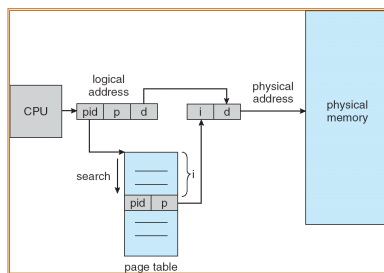 logical
address
physical
address
CPU
pid p d
i d
physical
memory
search
i
pid p
page table